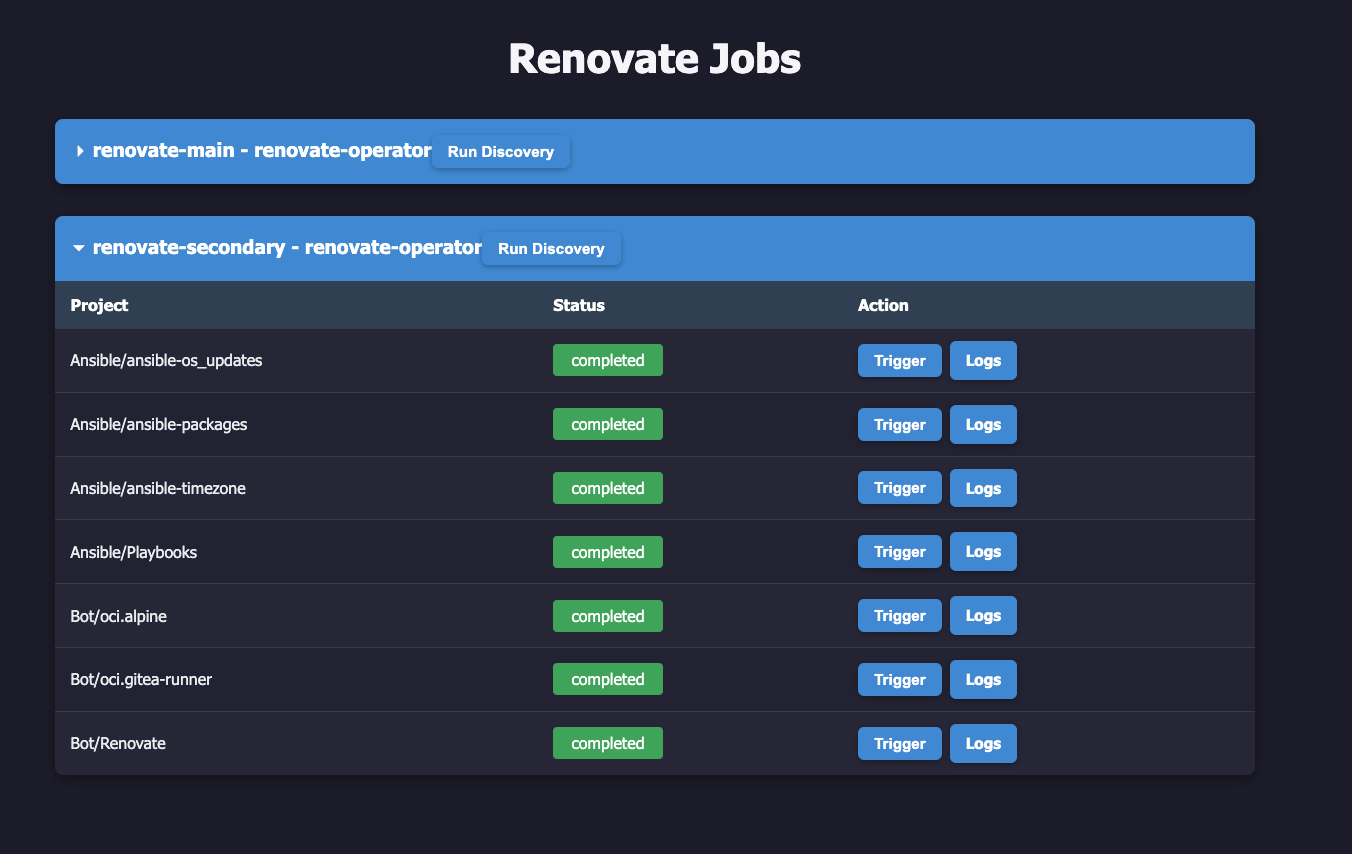 Renovate Jobs
renovate-main - renovate-operator Run Discovery
renovate-secondary - renovate-operator Run Discovery
Project Status Action
Ansible/ansible-os_updates completed Trigger Logs
Ansible/ansible-packages completed Trigger Logs
Ansible/ansible-timezone completed Trigger Logs
Ansible/Playbooks completed Trigger Logs
Bot/oci.alpine completed Trigger Logs
Bot/oci.gitea-runner completed Trigger Logs
Bot/Renovate completed Trigger Logs